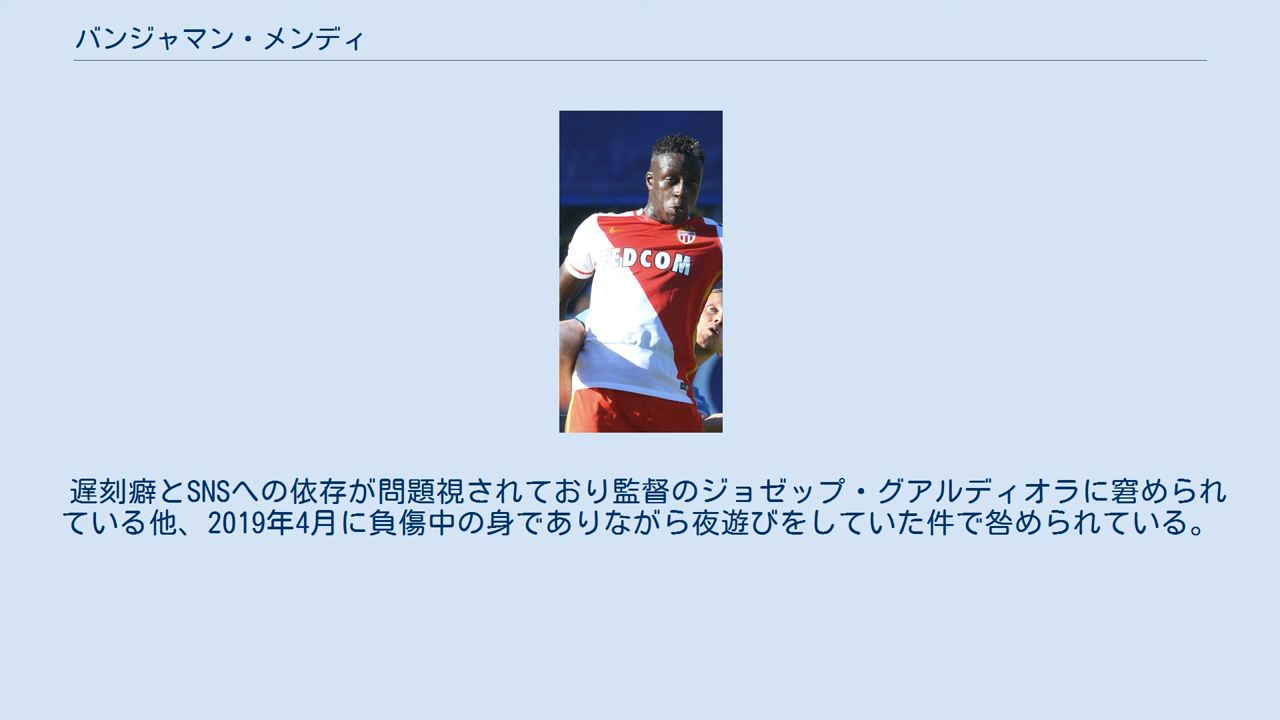 バンジャマン・メンディ
EDCOM
遅刻癖とSNSへの依存が問題視されており監督のジョゼップ・グアルディオラに窘められ
ている他、2019年4月に負傷中の身でありながら夜遊びをしていた件で咎められている。